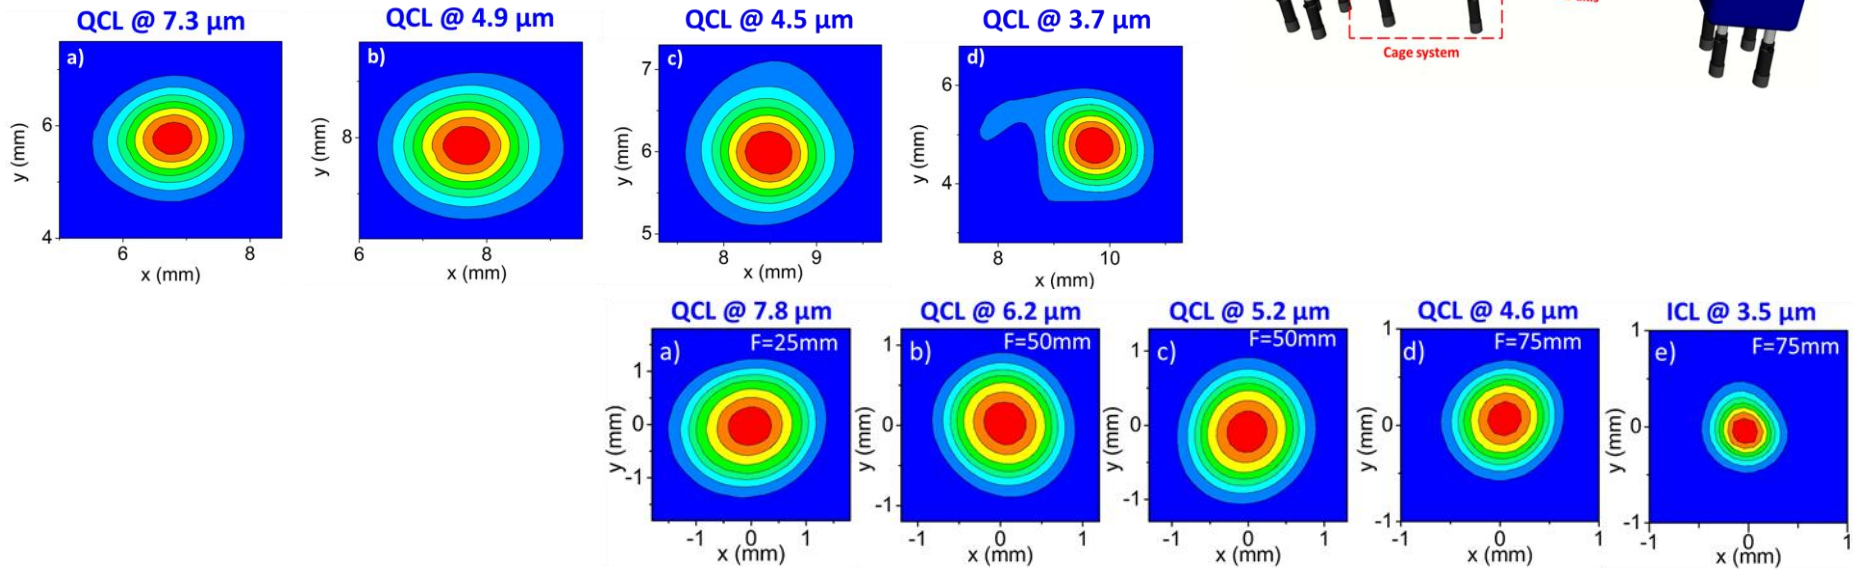 QCL @ 7.3 µm
QCL @ 4.9 µm
QCL @ 4.5 µm
QCL @ 3.7 µm
Cage system
a)
6
4
y (mm)
6 8
x (mm)
b)
8
y (mm)
6 8
x (mm)
c)
7
6
5
y (mm)
8 9
x (mm)
d)
6
4
y (mm)
8 10
x (mm)
QCL @ 7.8 µm
QCL @ 6.2 µm
QCL @ 5.2 µm
QCL @ 4.6 µm
ICL @ 3.5 µm
a)
F=25mm
1
0
-1
y (mm)
-1 0 1
x (mm)
b)
F=50mm
1
0
-1
y (mm)
-1 0 1
x (mm)
c)
F=50mm
1
0
-1
y (mm)
-1 0 1
x (mm)
d)
F=75mm
1
0
-1
y (mm)
-1 0 1
x (mm)
e)
F=75mm
1
0
-1
y (mm)
-1 0 1
x (mm)